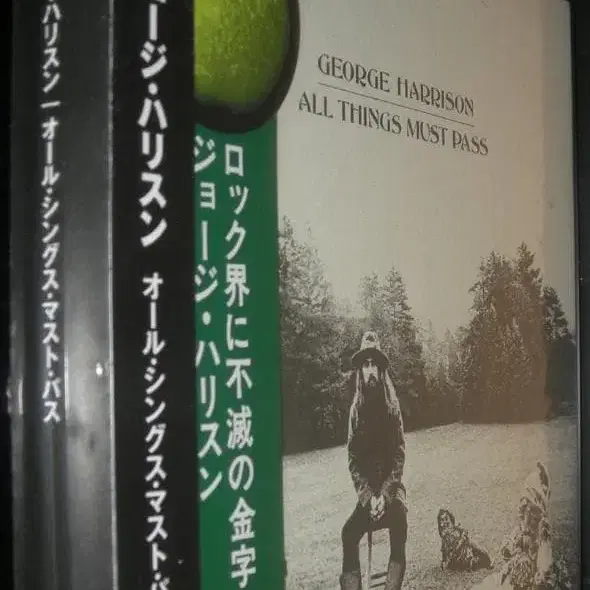 ハリスン|オール・シングス・マスト・パス
ージ・ハリスン オール・シングス・マスト・パ
ロック界に不滅の金字
ジョージ・ハリスン
GEORGE HARRISON
ALL THINGS MUST PASS